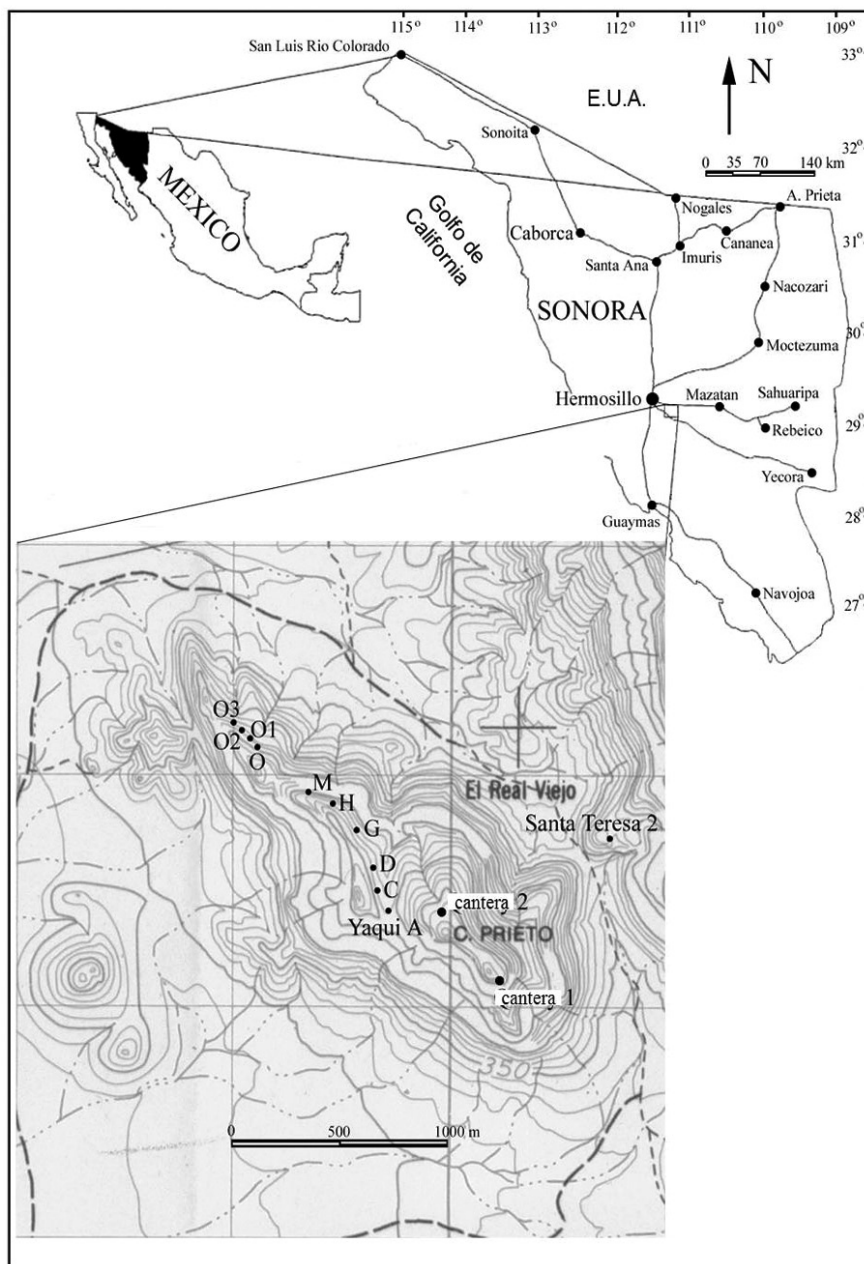 115° 114° 113° 112° 111° 110° 109°
San Luis Rio Colorado
33°
E.U.A.
N
Sonoita
32°
0 35 70 140 km
MEXICO
Golfo de
California
Nogales
A. Prieta
Caborca
31°
Cananea
Imuris
Santa Ana
Nacozari
SONORA
30°
Moctezuma
Hermosillo
Mazatan
Sahuaripa
29°
Rebeico
Yecora
28°
Guaymas
Navojoa
27°
O3
O1
O2
O
M
El Real Viejo
H
Santa Teresa 2
G
D
C
cantera 2
Yaqui A
C. PRIETO
cantera 1
350
0 500 1000 m